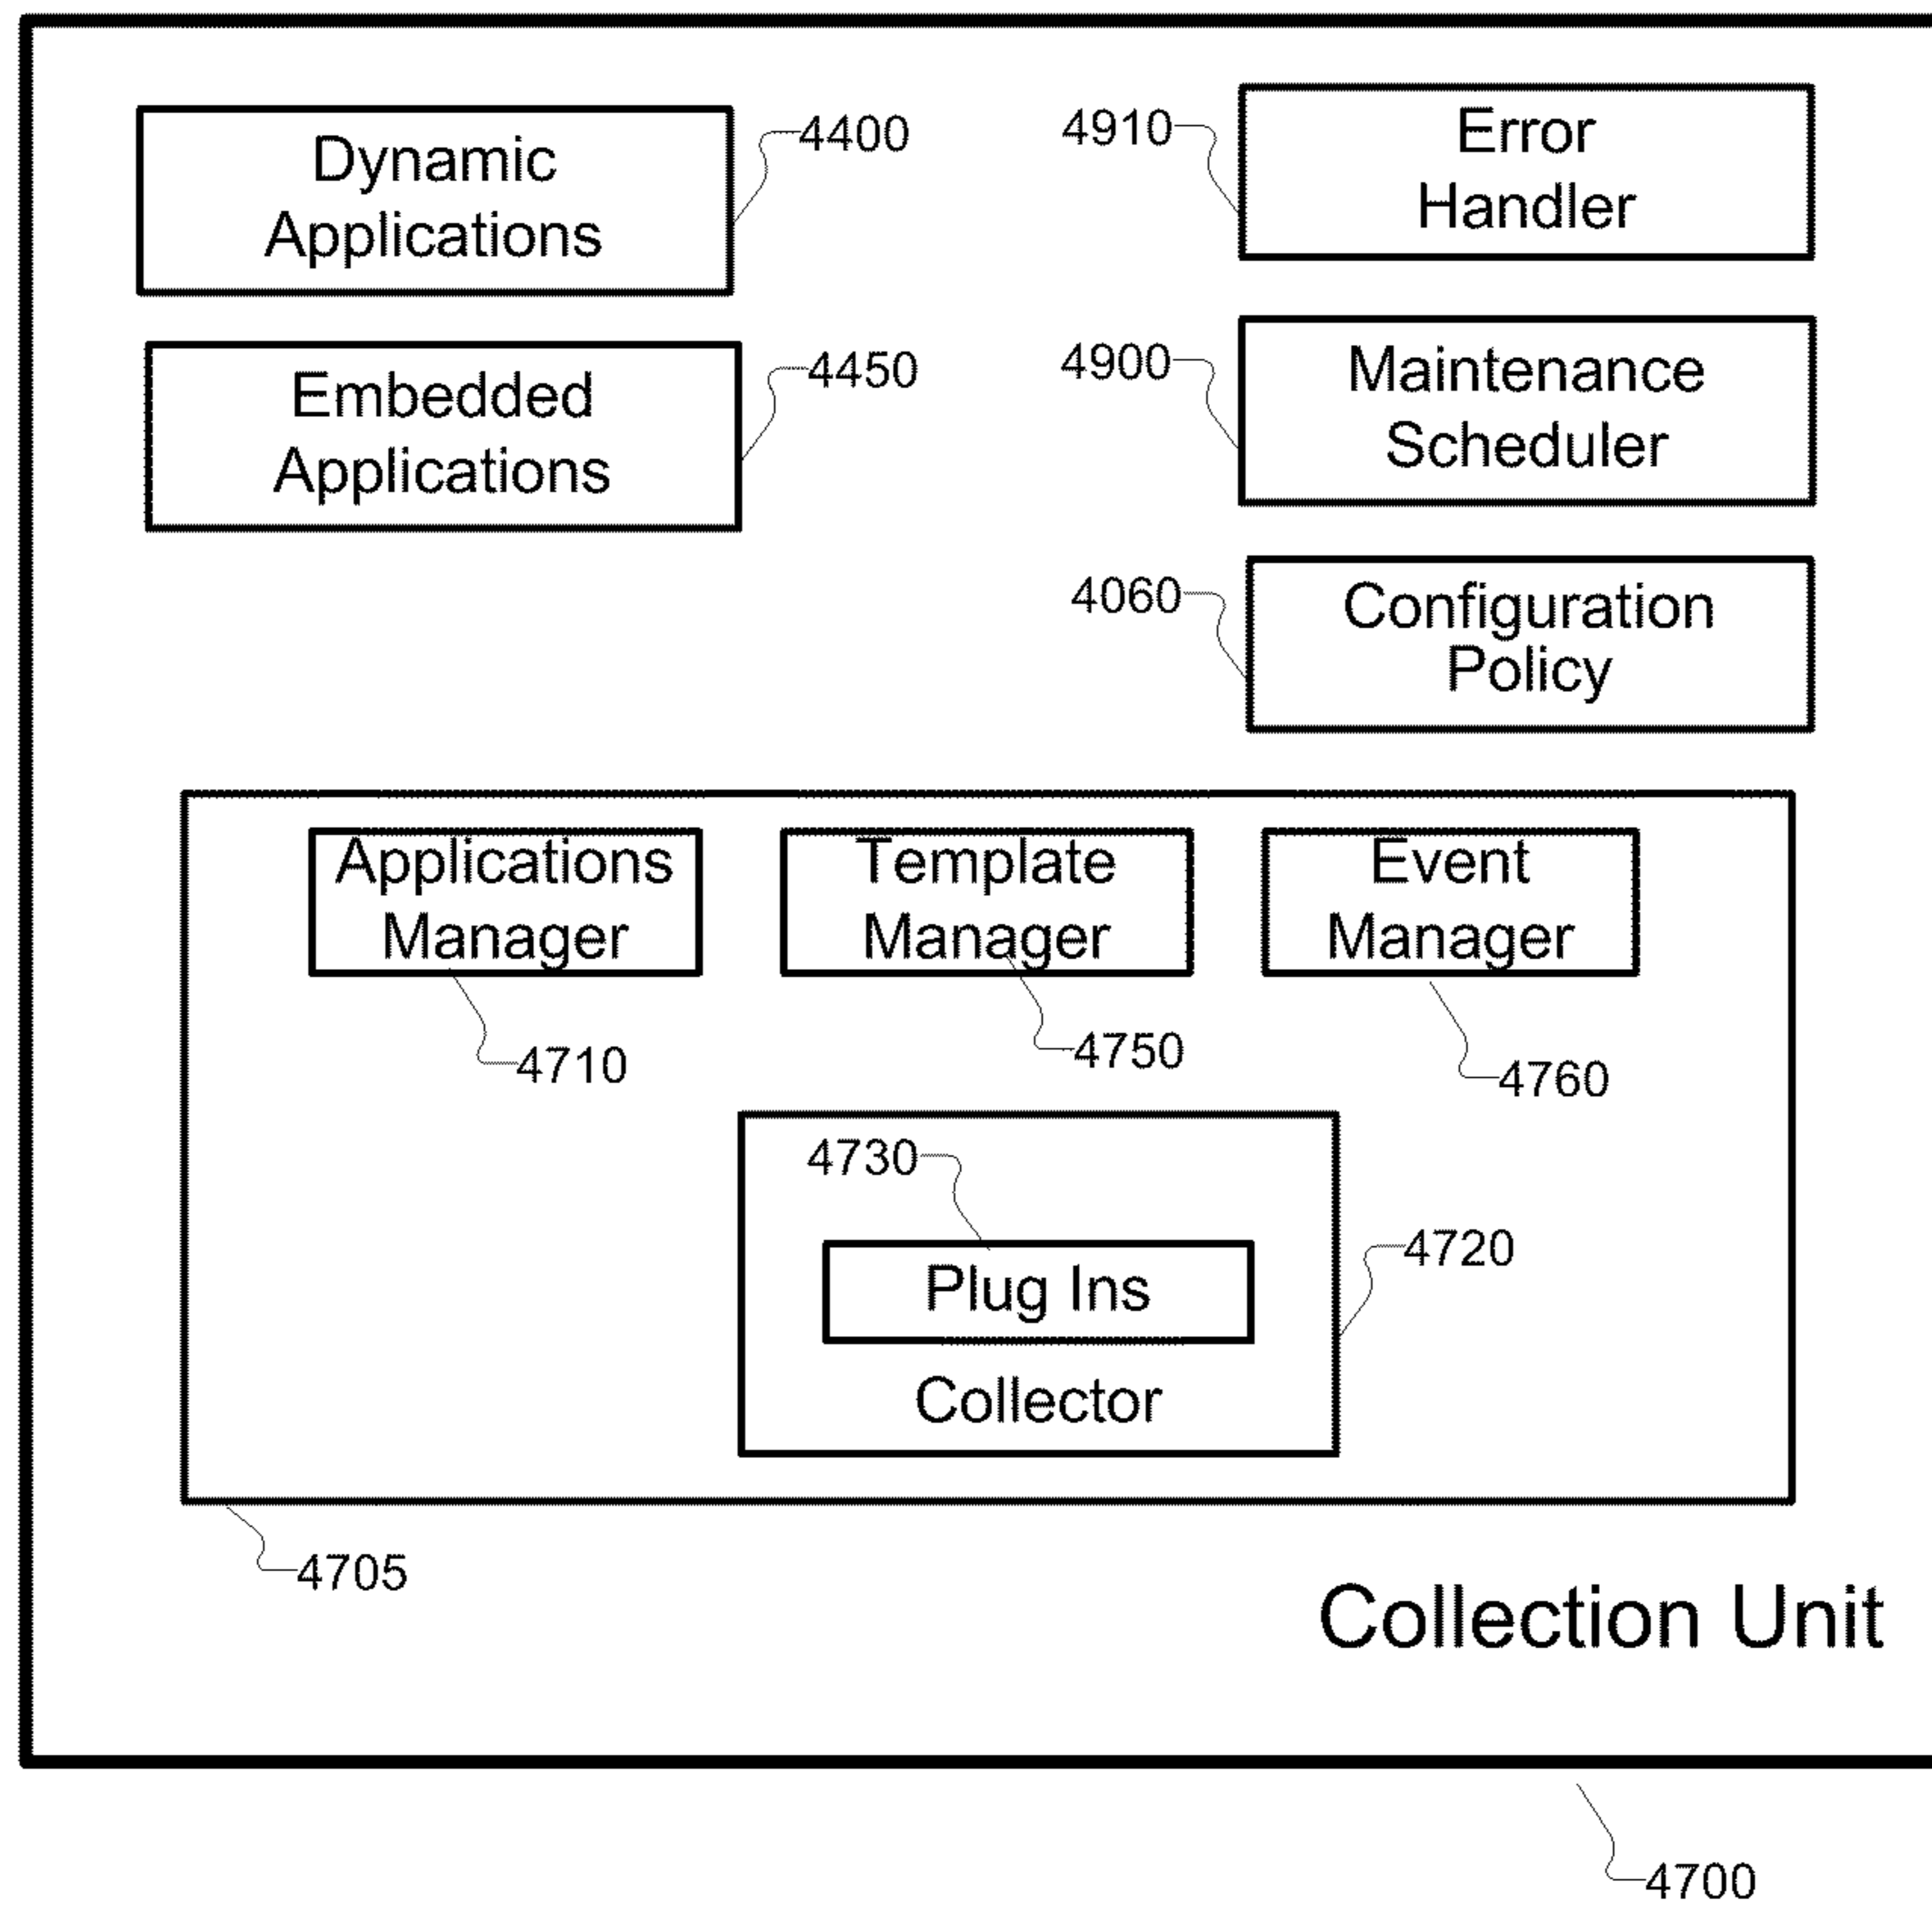 Dynamic
Applications
4400
4910
Error
Handler
Embedded
Applications
4450
4900
Maintenance
Scheduler
4060
Configuration
Policy
Applications
Manager
4710
Template
Manager
4750
Event
Manager
4760
4730
Plug Ins
Collector
4720
4705
Collection Unit
4700